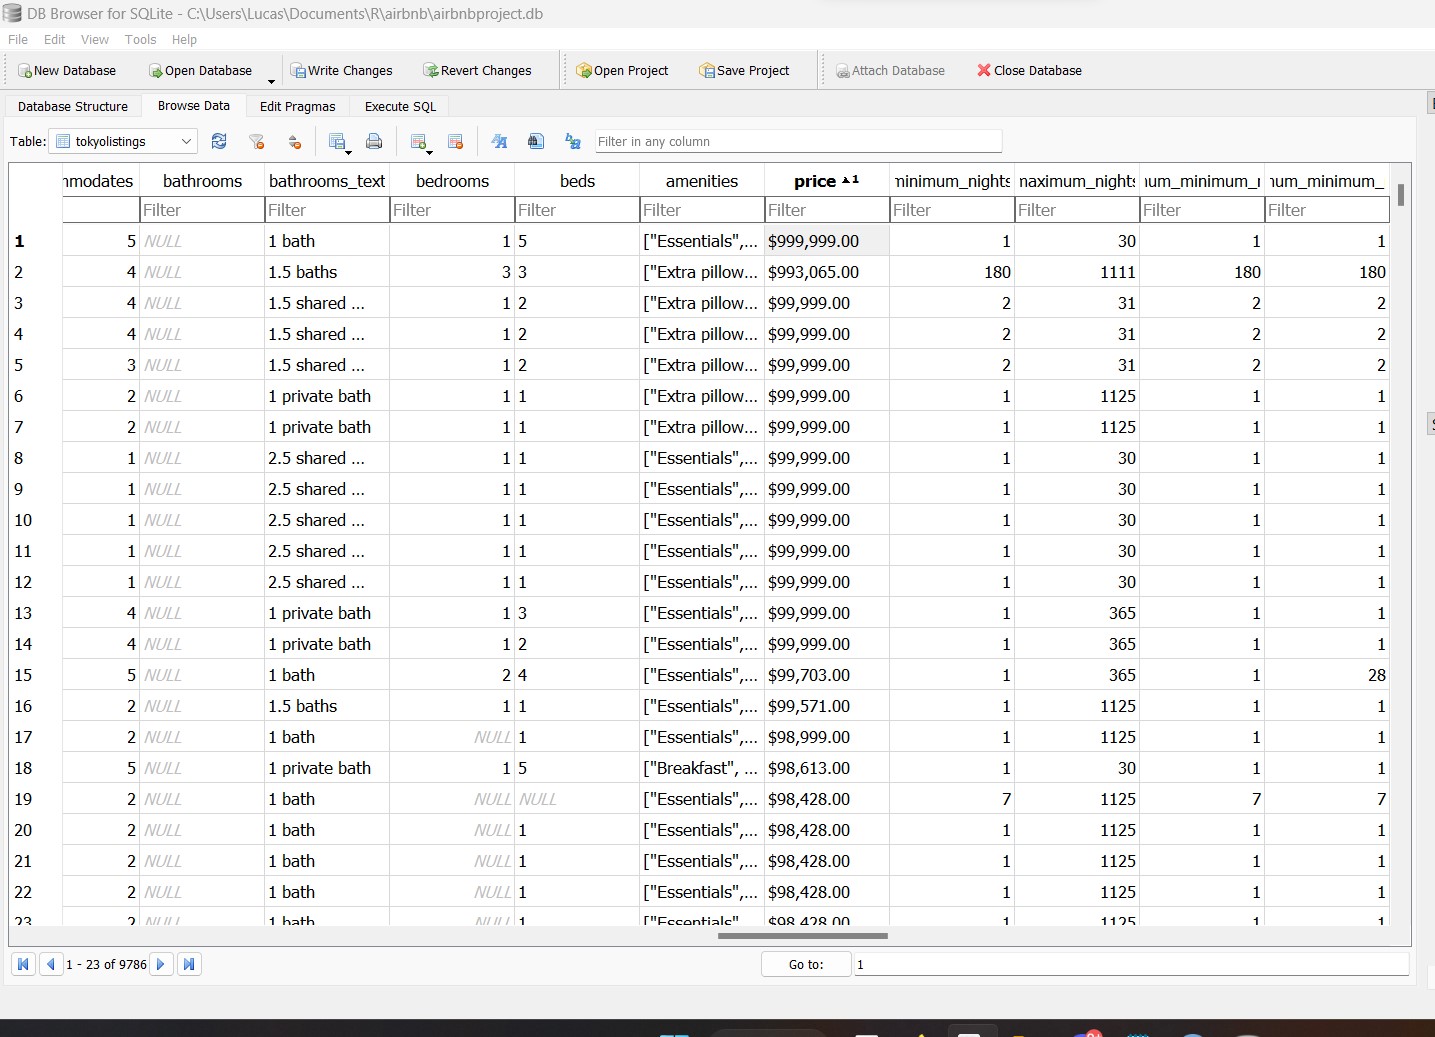 DB Browser for SQLite - C:\Users\Lucas\Documents\R\airbnb\airbnbproject.db
File Edit View Tools Help
New Database Open Database Write Changes Revert Changes Open Project Save Project Attach Database Close Database
Database Structure Browse Data Edit Pragmas Execute SQL
Table: tokyolistings Filter in any column
mmodates bathrooms bathrooms_text bedrooms beds amenities price 1 minimum_nights maximum_nights num_minimum_ num_minimum_
Filter Filter Filter Filter Filter Filter Filter Filter Filter Filter
1 5 NULL 1 bath 1 5 ["Essentials",... $999,999.00 1 30 1 1
2 4 NULL 1.5 baths 3 3 ["Extra pillow... $993,065.00 180 1111 180 180
3 4 NULL 1.5 shared ... 1 2 ["Extra pillow... $99,999.00 2 31 2 2
4 4 NULL 1.5 shared ... 1 2 ["Extra pillow... $99,999.00 2 31 2 2
5 3 NULL 1.5 shared ... 1 2 ["Extra pillow... $99,999.00 2 31 2 2
6 2 NULL 1 private bath 1 1 ["Extra pillow... $99,999.00 1 1125 1 1
7 2 NULL 1 private bath 1 1 ["Extra pillow... $99,999.00 1 1125 1 1
8 1 NULL 2.5 shared ... 1 1 ["Essentials",... $99,999.00 1 30 1 1
9 1 NULL 2.5 shared ... 1 1 ["Essentials",... $99,999.00 1 30 1 1
10 1 NULL 2.5 shared ... 1 1 ["Essentials",... $99,999.00 1 30 1 1
11 1 NULL 2.5 shared ... 1 1 ["Essentials",... $99,999.00 1 30 1 1
12 1 NULL 2.5 shared ... 1 1 ["Essentials",... $99,999.00 1 30 1 1
13 4 NULL 1 private bath 1 3 ["Essentials",... $99,999.00 1 365 1 1
14 4 NULL 1 private bath 1 2 ["Essentials",... $99,999.00 1 365 1 1
15 5 NULL 1 bath 2 4 ["Essentials",... $99,703.00 1 365 1 28
16 2 NULL 1.5 baths 1 1 ["Essentials",... $99,571.00 1 1125 1 1
17 2 NULL 1 bath NULL 1 ["Essentials",... $98,999.00 1 1125 1 1
18 5 NULL 1 private bath 1 5 ["Breakfast", ... $98,613.00 1 30 1 1
19 2 NULL 1 bath NULL NULL ["Essentials",... $98,428.00 7 1125 7 7
20 2 NULL 1 bath NULL 1 ["Essentials",... $98,428.00 1 1125 1 1
21 2 NULL 1 bath NULL 1 ["Essentials",... $98,428.00 1 1125 1 1
22 2 NULL 1 bath NULL 1 ["Essentials",... $98,428.00 1 1125 1 1
23 2 NULL 1 bath NULL 1 ["Essentials" $98,428.00 1 1125 1 1
1 - 23 of 9786 Go to: 1